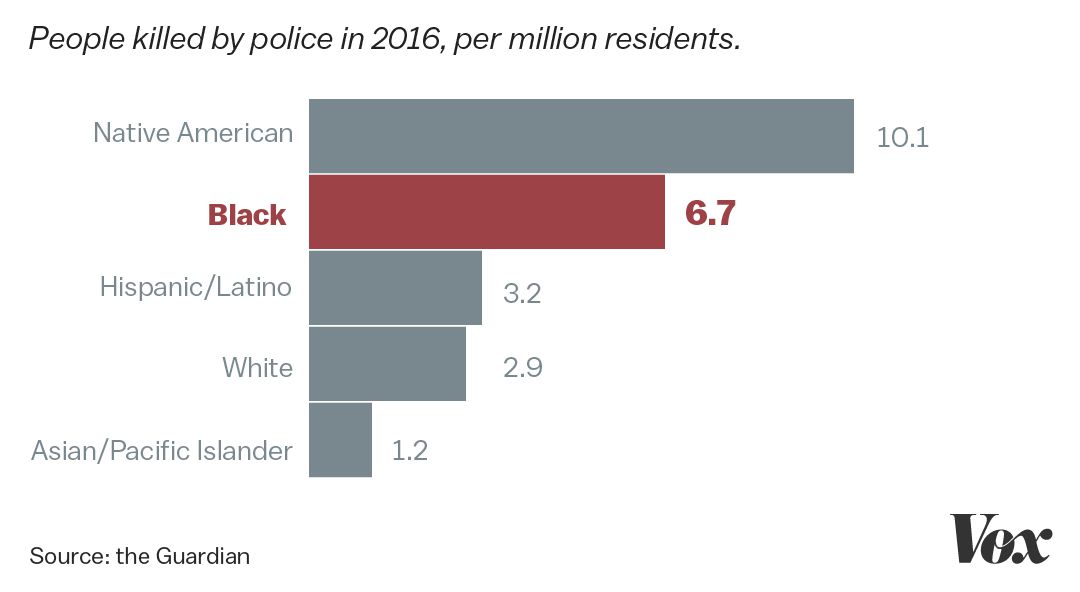 People killed by police in 2016, per million residents.
Native American 10.1
Black 6.7
Hispanic/Latino 3.2
White 2.9
Asian/Pacific Islander 1.2
Source: the Guardian
Vox